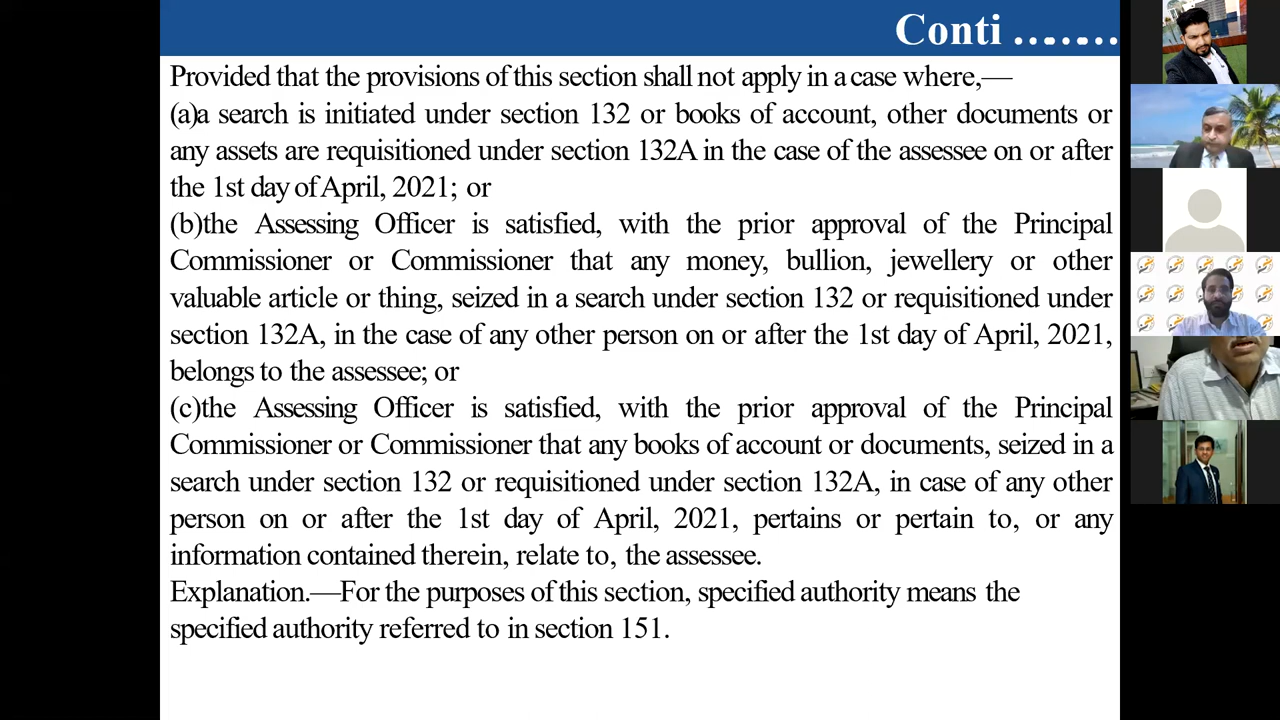 Conti ........
Provided that the provisions of this section shall not apply in a case where,—
(a)a search is initiated under section 132 or books of account, other documents or
any assets are requisitioned under section 132A in the case of the assessee on or after
the 1st day of April, 2021; or
(b)the Assessing Officer is satisfied, with the prior approval of the Principal
Commissioner or Commissioner that any money, bullion, jewellery or other
valuable article or thing, seized in a search under section 132 or requisitioned under
section 132A, in the case of any other person on or after the 1st day of April, 2021,
belongs to the assessee; or
(c)the Assessing Officer is satisfied, with the prior approval of the Principal
Commissioner or Commissioner that any books of account or documents, seized in a
search under section 132 or requisitioned under section 132A, in case of any other
person on or after the 1st day of April, 2021, pertains or pertain to, or any
information contained therein, relate to, the assessee.
Explanation.—For the purposes of this section, specified authority means the
specified authority referred to in section 151.